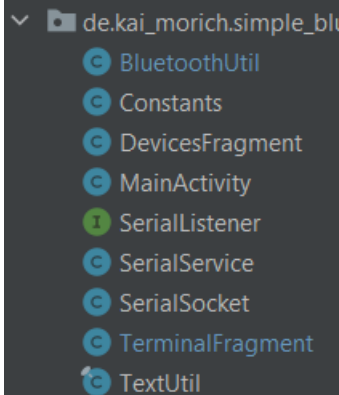 de.kai_morich.simple_blu
C BluetoothUtil
C Constants
C DevicesFragment
C MainActivity
I SerialListener
C SerialService
C SerialSocket
C TerminalFragment
C TextUtil